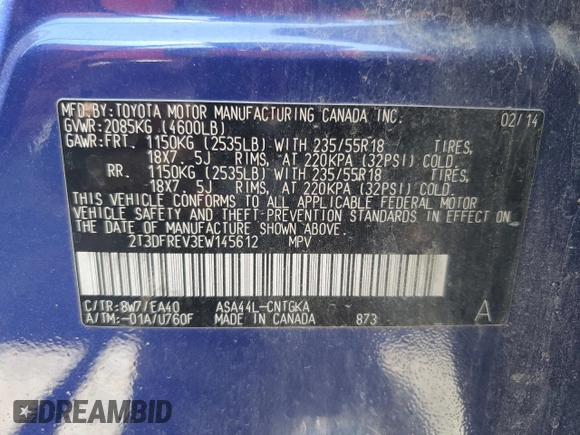 MFD.BY:TOYOTA MOTOR MANUFACTURING CANADA INC. 02/14
GVWR:2085KG (4600LB)
GAWR:FRT. 1150KG (2535LB) WITH 235/55R18 TIRES,
18X7. 5J RIMS, AT 220KPA (32PSI) COLD.
RR. 1150KG (2535LB) WITH 235/55R18 TIRES,
18X7. 5J RIMS, AT 220KPA (32PSI) COLD.
THIS VEHICLE CONFORMS TO ALL APPLICABLE FEDERAL MOTOR
VEHICLE SAFETY AND THEFT-PREVENTION STANDARDS IN EFFECT ON
THE DATE OF MANUFACTURE SHOWN ABOVE.
2T3DFREV3EW145612 MPV
C/TR:8W7/EA40 ASA44L-CNTGKA A
A/TM:-01A/U760F MADE IN CANADA 873
DREAMBID